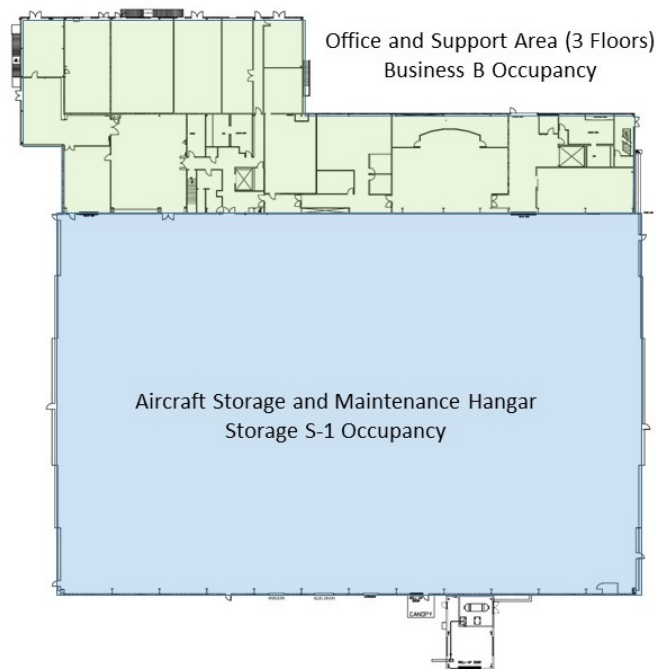 Office and Support Area (3 Floors)
Business B Occupancy
Aircraft Storage and Maintenance Hangar
Storage S-1 Occupancy
CANOPY